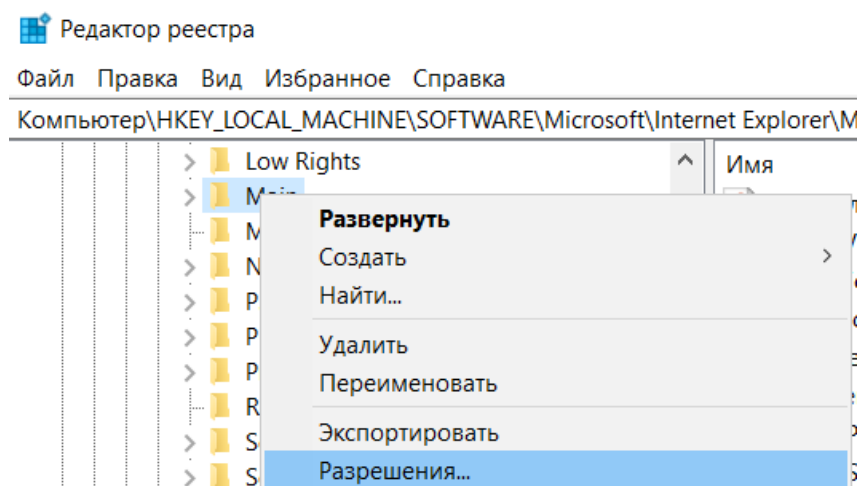 Редактор реестра
Файл Правка Вид Избранное Справка
Компьютер\HKEY_LOCAL_MACHINE\SOFTWARE\Microsoft\Internet Explorer\M
Low Rights
Имя
Main
Развернуть
Создать
Найти...
Удалить
Переименовать
Экспортировать
Разрешения...